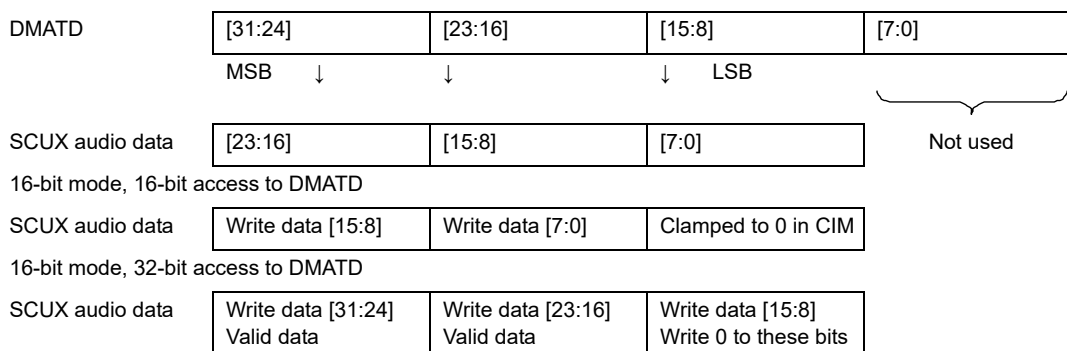 DMATD [31:24] [23:16] [15:8] [7:0]
MSB ↓ ↓ ↓ LSB
SCUX audio data [23:16] [15:8] [7:0] Not used
16-bit mode, 16-bit access to DMATD
SCUX audio data Write data [15:8] Write data [7:0] Clamped to 0 in CIM
16-bit mode, 32-bit access to DMATD
SCUX audio data Write data [31:24] Write data [23:16] Write data [15:8]
Valid data Valid data Write 0 to these bits